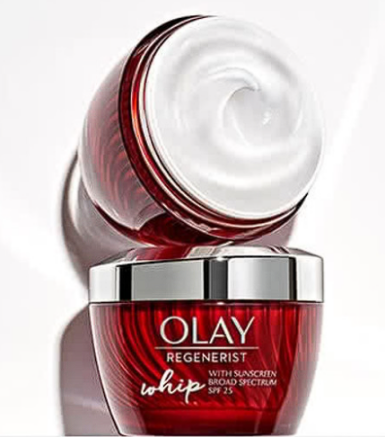 OLAY
REGENERIST
whip
WITH SUNSCREEN
BROAD SPECTRUM
SPF 25